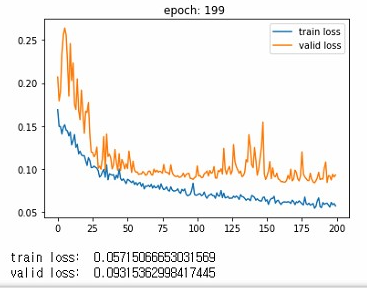 epoch: 199
train loss
valid loss
0.25
0.20
0.15
0.10
0.05
0 25 50 75 100 125 150 175 200
train loss: 0.05715066653031569
valid loss: 0.09315362998417445